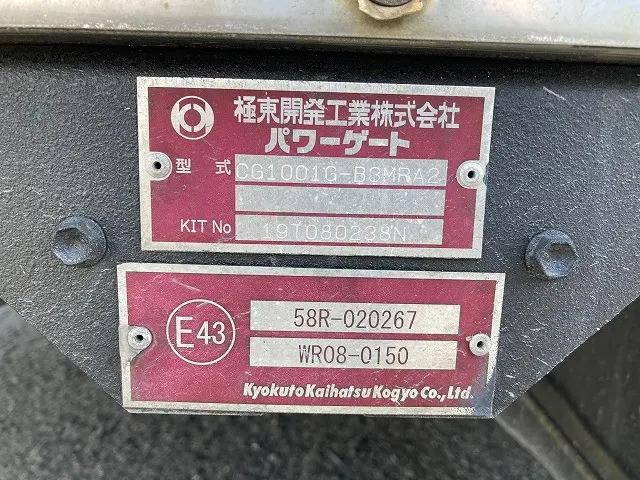 極東開発工業株式会社
パワーゲート
型 式 CG1001G-B3MRA2
KIT No 19T080238N
E43
58R-020267
WR08-0150
Kyokuto Kaihatsu Kogyo Co., Ltd.